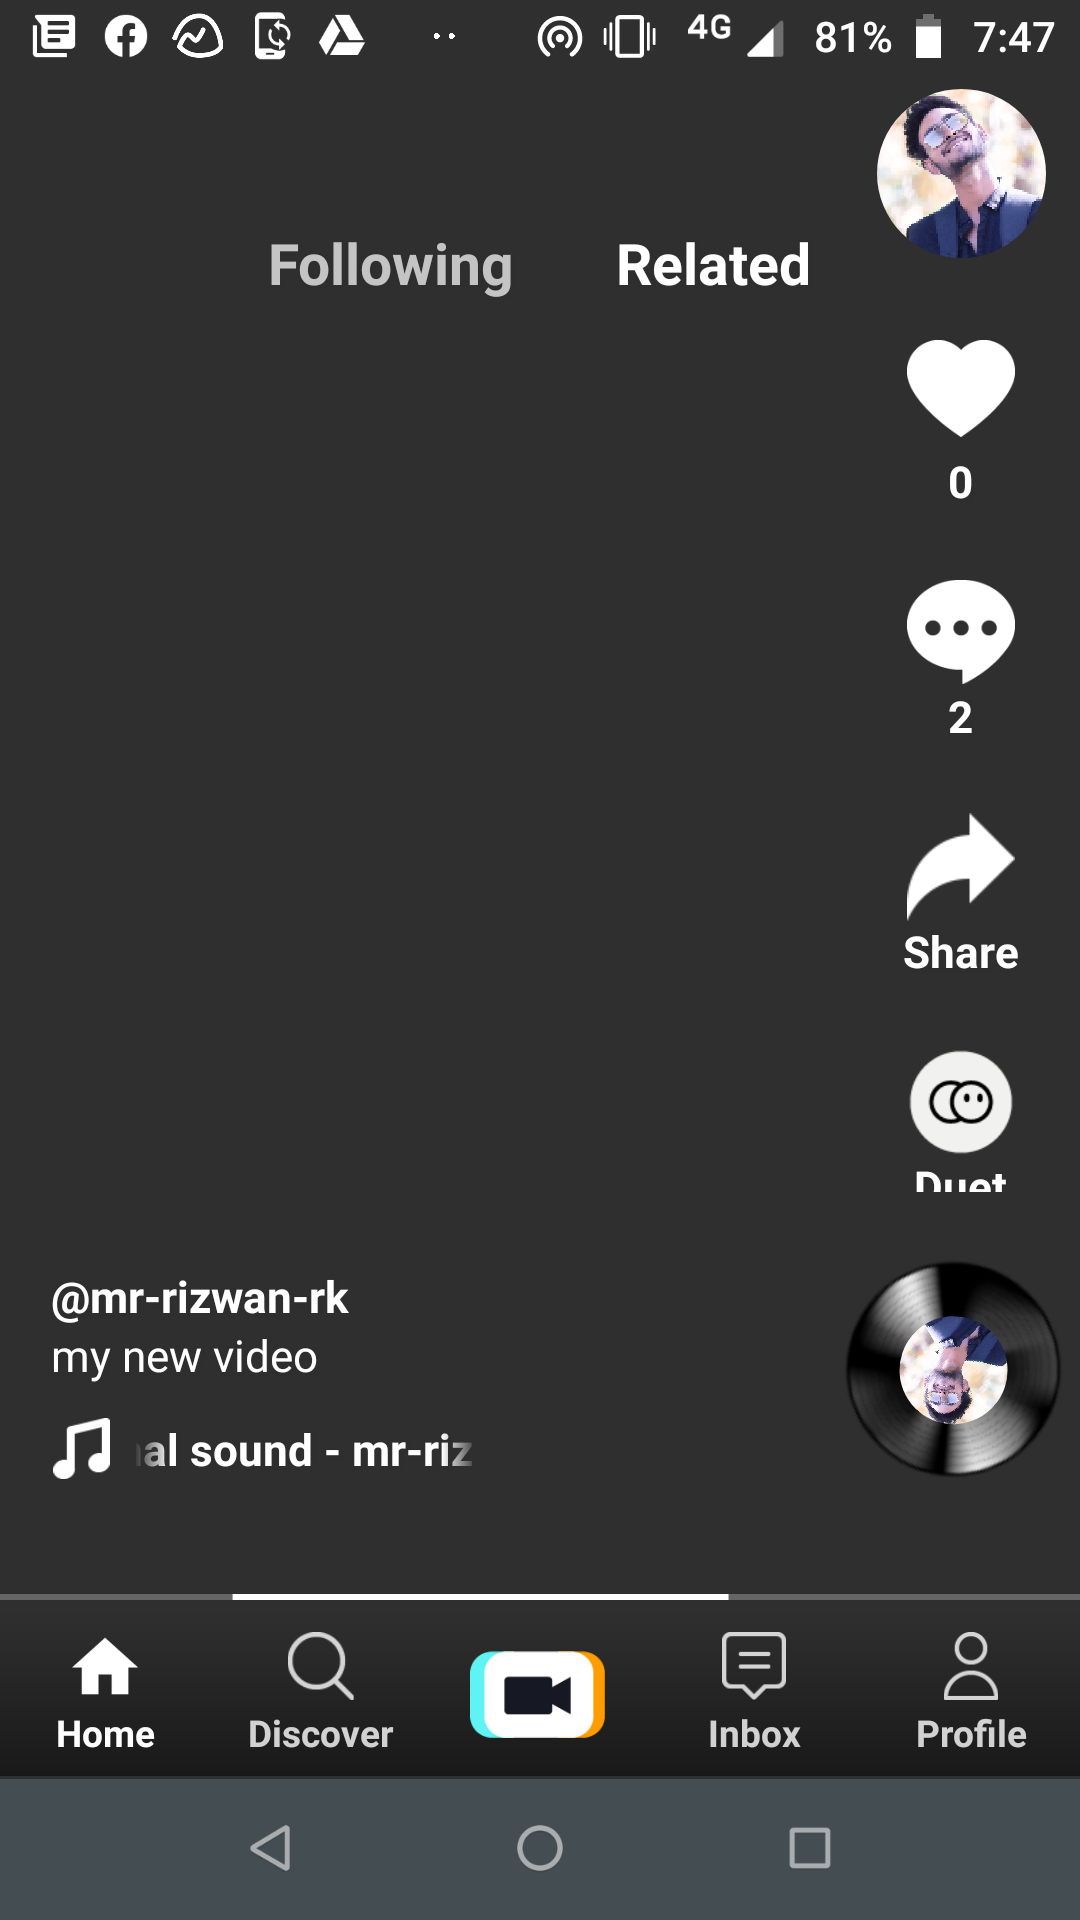 4G 81% 7:47
Following Related
0
2
Share
Duet
@mr-rizwan-rk
my new video
al sound - mr-riz
Home Discover Inbox Profile